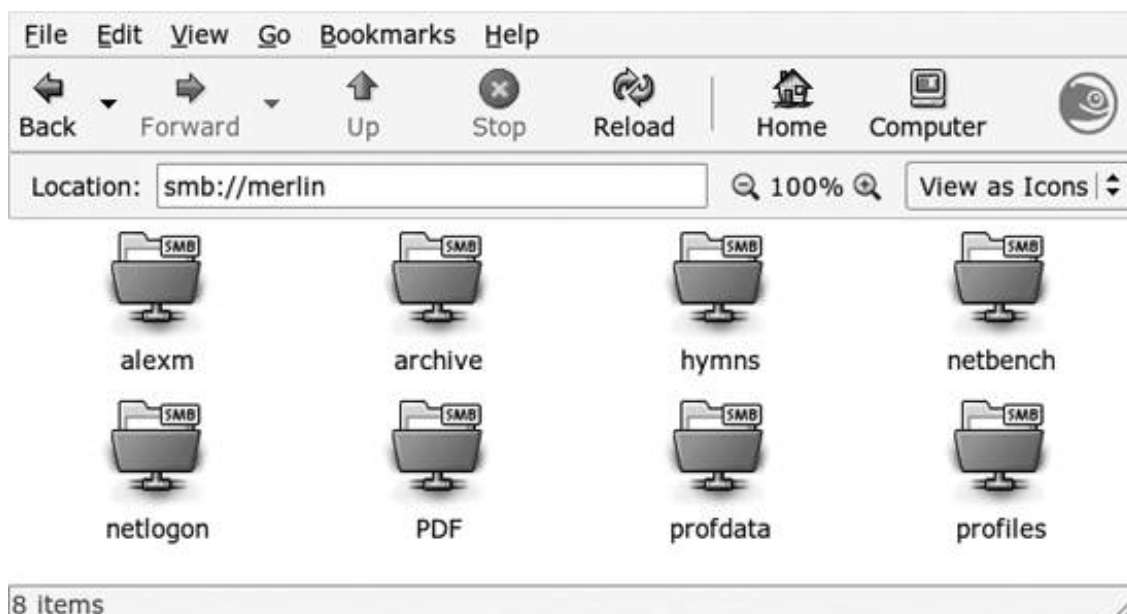 File Edit View Go Bookmarks Help
Back Forward Up Stop Reload Home Computer
Location: smb://merlin 100% View as Icons
SMB SMB SMB SMB
alexm archive hymns netbench
SMB SMB SMB SMB
netlogon PDF profdata profiles
8 items